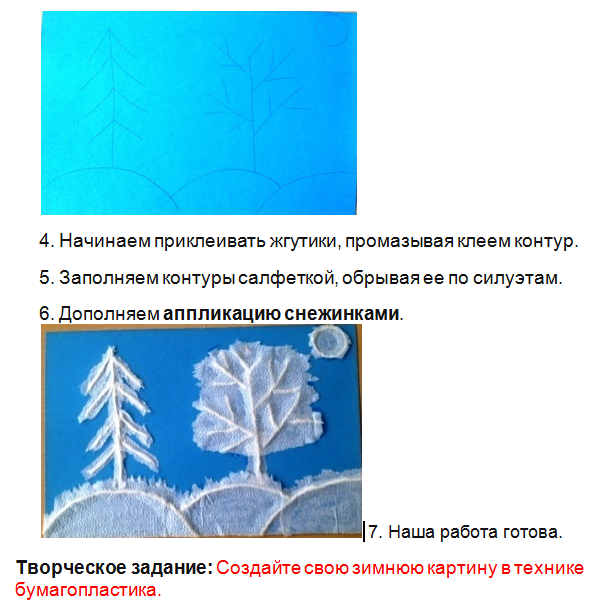 4. Начинаем приклеивать жгутики, промазывая клеем контур.
5. Заполняем контуры салфеткой, обрывая ее по силуэтам.
6. Дополняем аппликацию снежинками.
7. Наша работа готова.
Творческое задание: Создайте свою зимнюю картину в технике
бумагопластика.